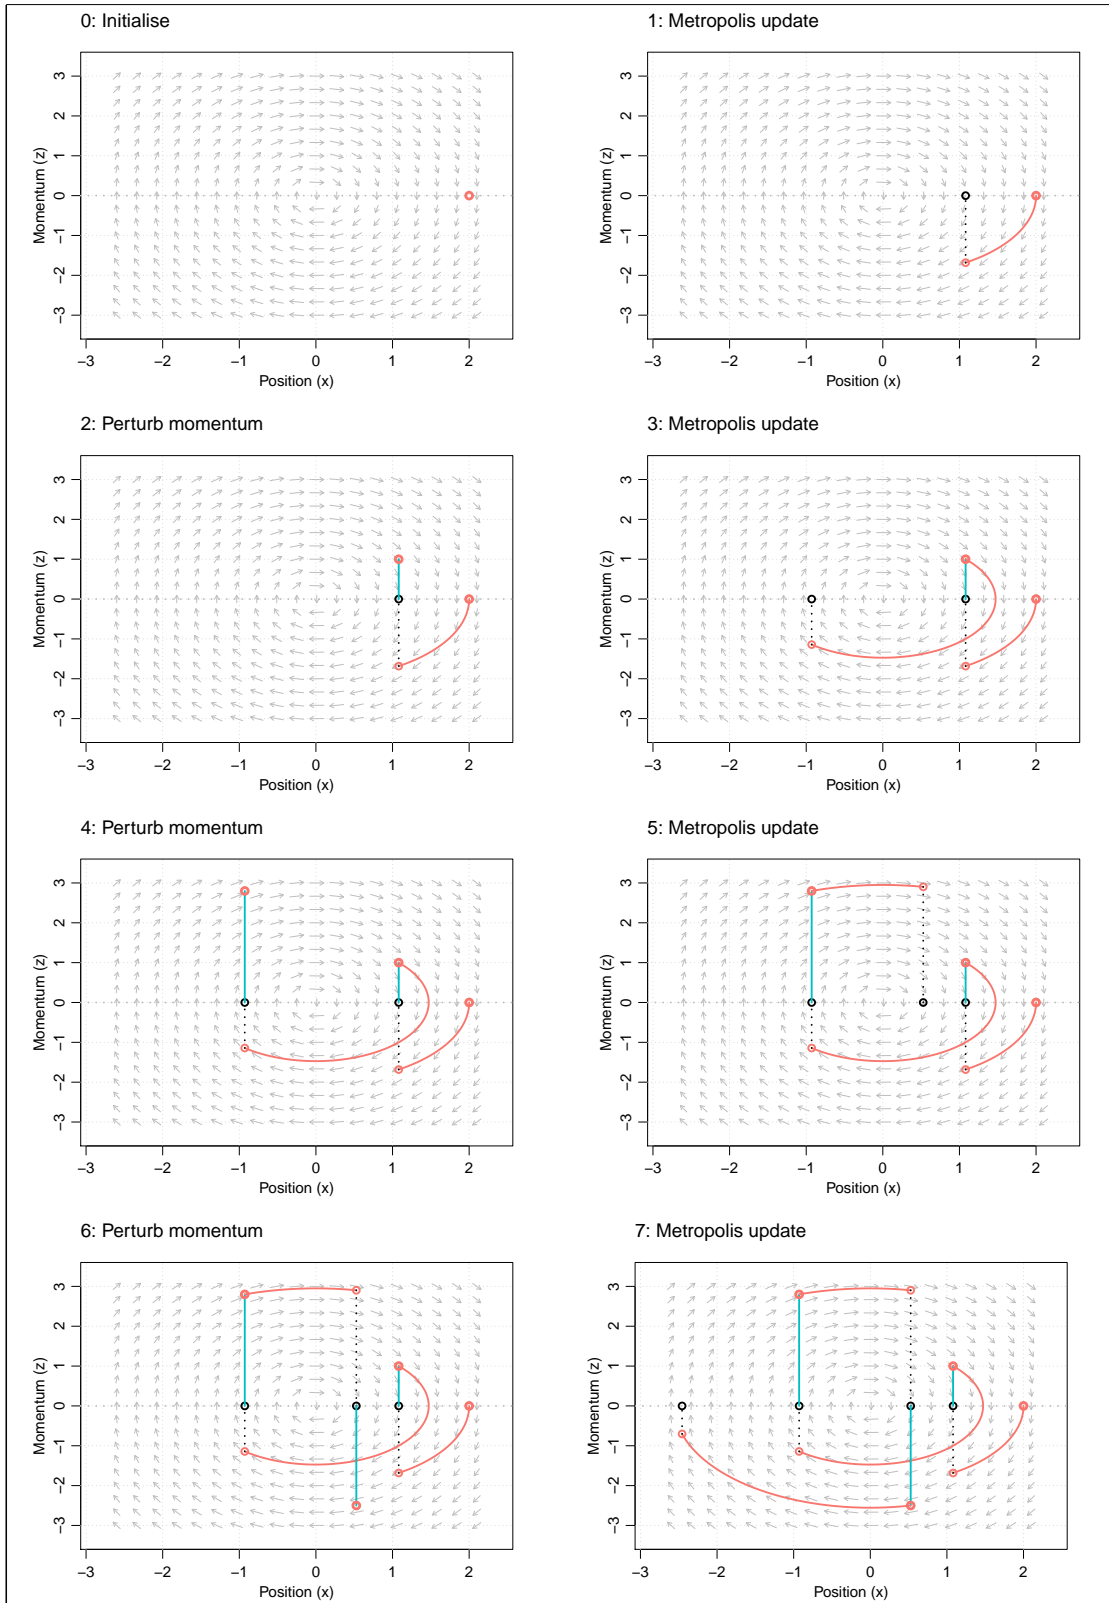 0: Initialise
3
2
1
0
−1
−2
−3
Momentum (z)
−3 −2 −1 0 1 2
Position (x)
1: Metropolis update
3
2
1
0
−1
−2
−3
Momentum (z)
−3 −2 −1 0 1 2
Position (x)
2: Perturb momentum
3
2
1
0
−1
−2
−3
Momentum (z)
−3 −2 −1 0 1 2
Position (x)
3: Metropolis update
3
2
1
0
−1
−2
−3
Momentum (z)
−3 −2 −1 0 1 2
Position (x)
4: Perturb momentum
3
2
1
0
−1
−2
−3
Momentum (z)
−3 −2 −1 0 1 2
Position (x)
5: Metropolis update
3
2
1
0
−1
−2
−3
Momentum (z)
−3 −2 −1 0 1 2
Position (x)
6: Perturb momentum
3
2
1
0
−1
−2
−3
Momentum (z)
−3 −2 −1 0 1 2
Position (x)
7: Metropolis update
3
2
1
0
−1
−2
−3
Momentum (z)
−3 −2 −1 0 1 2
Position (x)